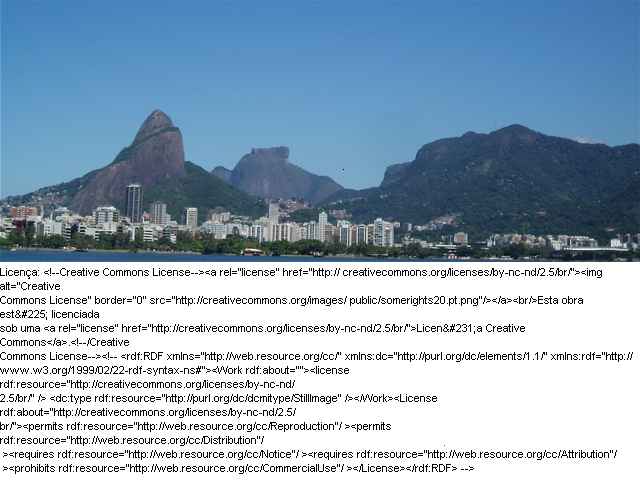 Licença: <!--Creative Commons License--><a rel="license" href="http:// creativecommons.org/licenses/by-nc-nd/2.5/br/"><img
alt="Creative
Commons License" border="0" src="http://creativecommons.org/images/ public/somerights20.pt.png"/></a><br/>Esta obra
est&#225; licenciada
sob uma <a rel="license" href="http://creativecommons.org/licenses/by-nc-nd/2.5/br/">Licen&#231;a Creative
Commons</a>.<!--/Creative
Commons License--><!-- <rdf:RDF xmlns="http://web.resource.org/cc/" xmlns:dc="http://purl.org/dc/elements/1.1/" xmlns:rdf="http://
www.w3.org/1999/02/22-rdf-syntax-ns#"><Work rdf:about=""><license
rdf:resource="http://creativecommons.org/licenses/by-nc-nd/
2.5/br/" /> <dc:type rdf:resource="http://purl.org/dc/dcmitype/StillImage" /></Work><License
rdf:about="http://creativecommons.org/licenses/by-nc-nd/2.5/
br/"><permits rdf:resource="http://web.resource.org/cc/Reproduction"/ ><permits
rdf:resource="http://web.resource.org/cc/Distribution"/
><requires rdf:resource="http://web.resource.org/cc/Notice"/ ><requires rdf:resource="http://web.resource.org/cc/Attribution"/
><prohibits rdf:resource="http://web.resource.org/cc/CommercialUse"/ ></License></rdf:RDF> -->